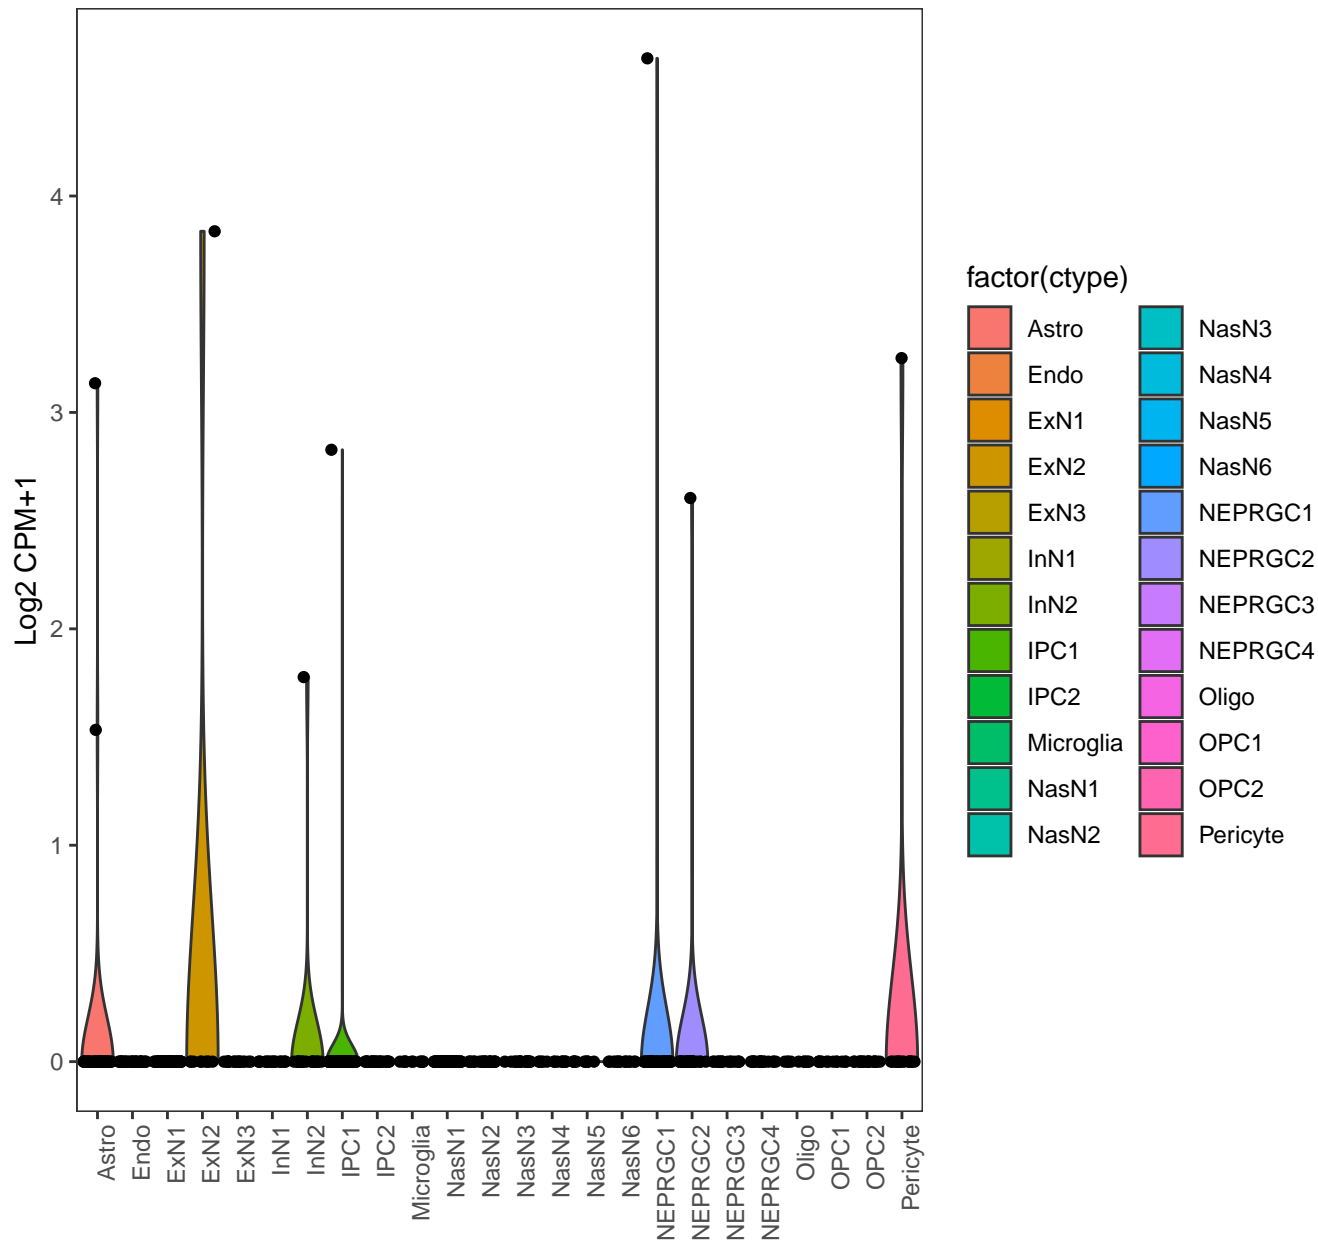 Log2 CPM+1
4
3
2
1
0
Astro
Endo
ExN1
ExN2
ExN3
InN1
InN2
IPC1
IPC2
Microglia
NasN1
NasN2
NasN3
NasN4
NasN5
NasN6
NEPRGC1
NEPRGC2
NEPRGC3
NEPRGC4
Oligo
OPC1
OPC2
Pericyte
factor(ctype)
Astro
Endo
ExN1
ExN2
ExN3
InN1
InN2
IPC1
IPC2
Microglia
NasN1
NasN2
NasN3
NasN4
NasN5
NasN6
NEPRGC1
NEPRGC2
NEPRGC3
NEPRGC4
Oligo
OPC1
OPC2
Pericyte